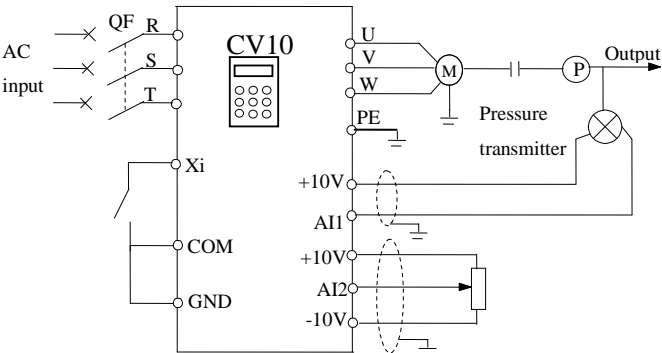 QF
R
AC
input
S
T
CV10
U
V
W
M
P
Output
PE
Pressure
transmitter
Xi
+10V
AI1
COM
+10V
AI2
GND
-10V